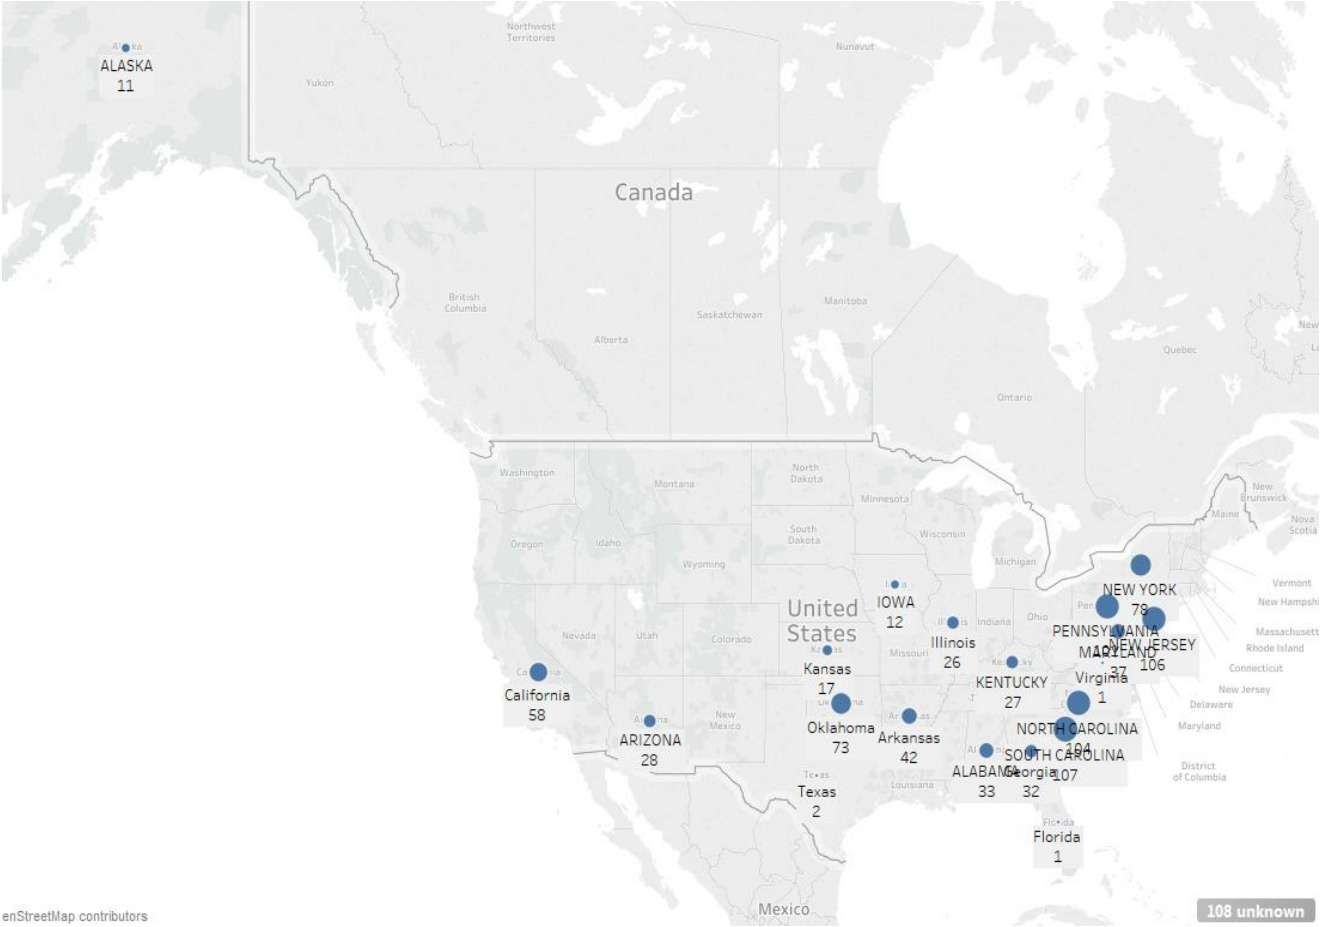 Northwest
Territories
Nunavut
ALASKA
11
Yukon
Canada
British
Columbia
Alberta
Saskatchewan
Manitoba
Ontario
Quebec
New
Brunswick
Nova
Scotia
Maine
Washington
Montana
North
Dakota
Minnesota
South
Dakota
Wisconsin
Michigan
Oregon
Idaho
Wyoming
Vermont
New Hampshi
Massachusett
Rhode Island
Connecticut
New Jersey
Delaware
Maryland
District
of Columbia
NEW YORK
78
PENNSYLVANIA
NEW JERSEY
106
MARYLAND
37
Virginia
1
IOWA
12
United
States
Nevada
Utah
Colorado
Kansas
17
Missouri
Illinois
26
Indiana
Ohio
KENTUCKY
27
California
58
ARIZONA
28
New
Mexico
Oklahoma
73
Arkansas
42
NORTH CAROLINA
104
SOUTH CAROLINA
107
ALABAMA
33
Georgia
32
Texas
2
Louisiana
Florida
1
Mexico
enStreetMap contributors
108 unknown